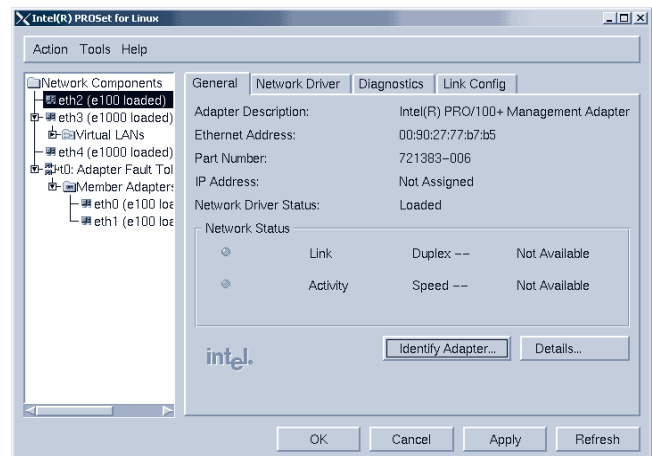 Intel(R) PROSet for Linux
Action Tools Help
Network Components
eth2 (e100 loaded)
eth3 (e1000 loaded)
Virtual LANs
eth4 (e1000 loaded)
t0: Adapter Fault Tol
Member Adapters
eth0 (e100 loa
eth1 (e100 loa
General Network Driver Diagnostics Link Config
Adapter Description: Intel(R) PRO/100+ Management Adapter
Ethernet Address: 00:90:27:77:b7:b5
Part Number: 721383-006
IP Address: Not Assigned
Network Driver Status: Loaded
Network Status
Link Duplex -- Not Available
Activity Speed -- Not Available
intel.
Identify Adapter... Details...
OK Cancel Apply Refresh